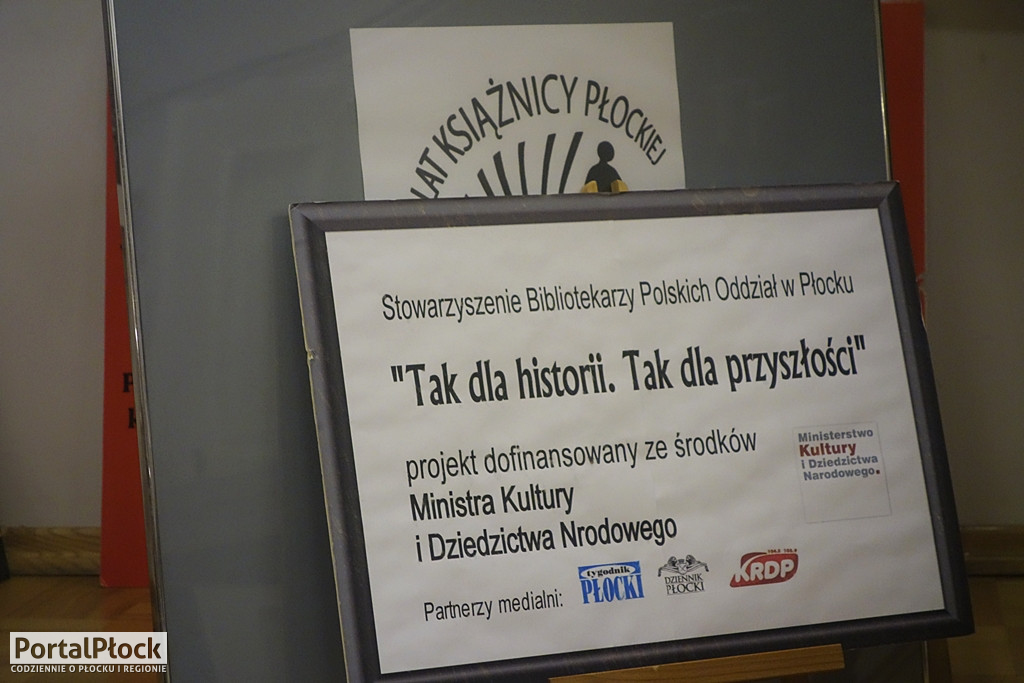 LAT KSIĄŻNICY PŁOCKIEJ
Stowarzyszenie Bibliotekarzy Polskich Oddział w Płocku
"Tak dla historii. Tak dla przyszłości"
projekt dofinansowany ze środków
Ministra Kultury
i Dziedzictwa Nrodowego
Ministerstwo
Kultury
i Dziedzictwa
Narodowego.
Partnerzy medialni:
tygodnik
PŁOCKI
DZIENNIK
PŁOCKI
KRDP
PortalPłock
CODZIENNIE O PŁOCKU I REGIONIE